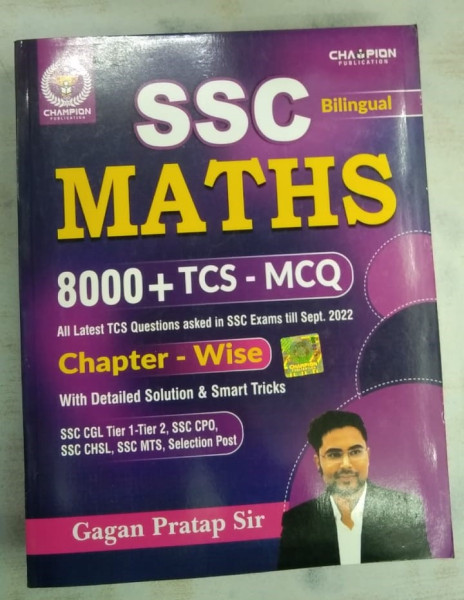 CHAMPION
PUBLICATION
CHAMPION
PUBLICATION
SSC
Bilingual
MATHS
8000+ TCS - MCQ
All Latest TCS Questions asked in SSC Exams till Sept. 2022
Chapter - Wise
With Detailed Solution & Smart Tricks
SSC CGL Tier 1-Tier 2, SSC CPO,
SSC CHSL, SSC MTS, Selection Post
Gagan Pratap Sir